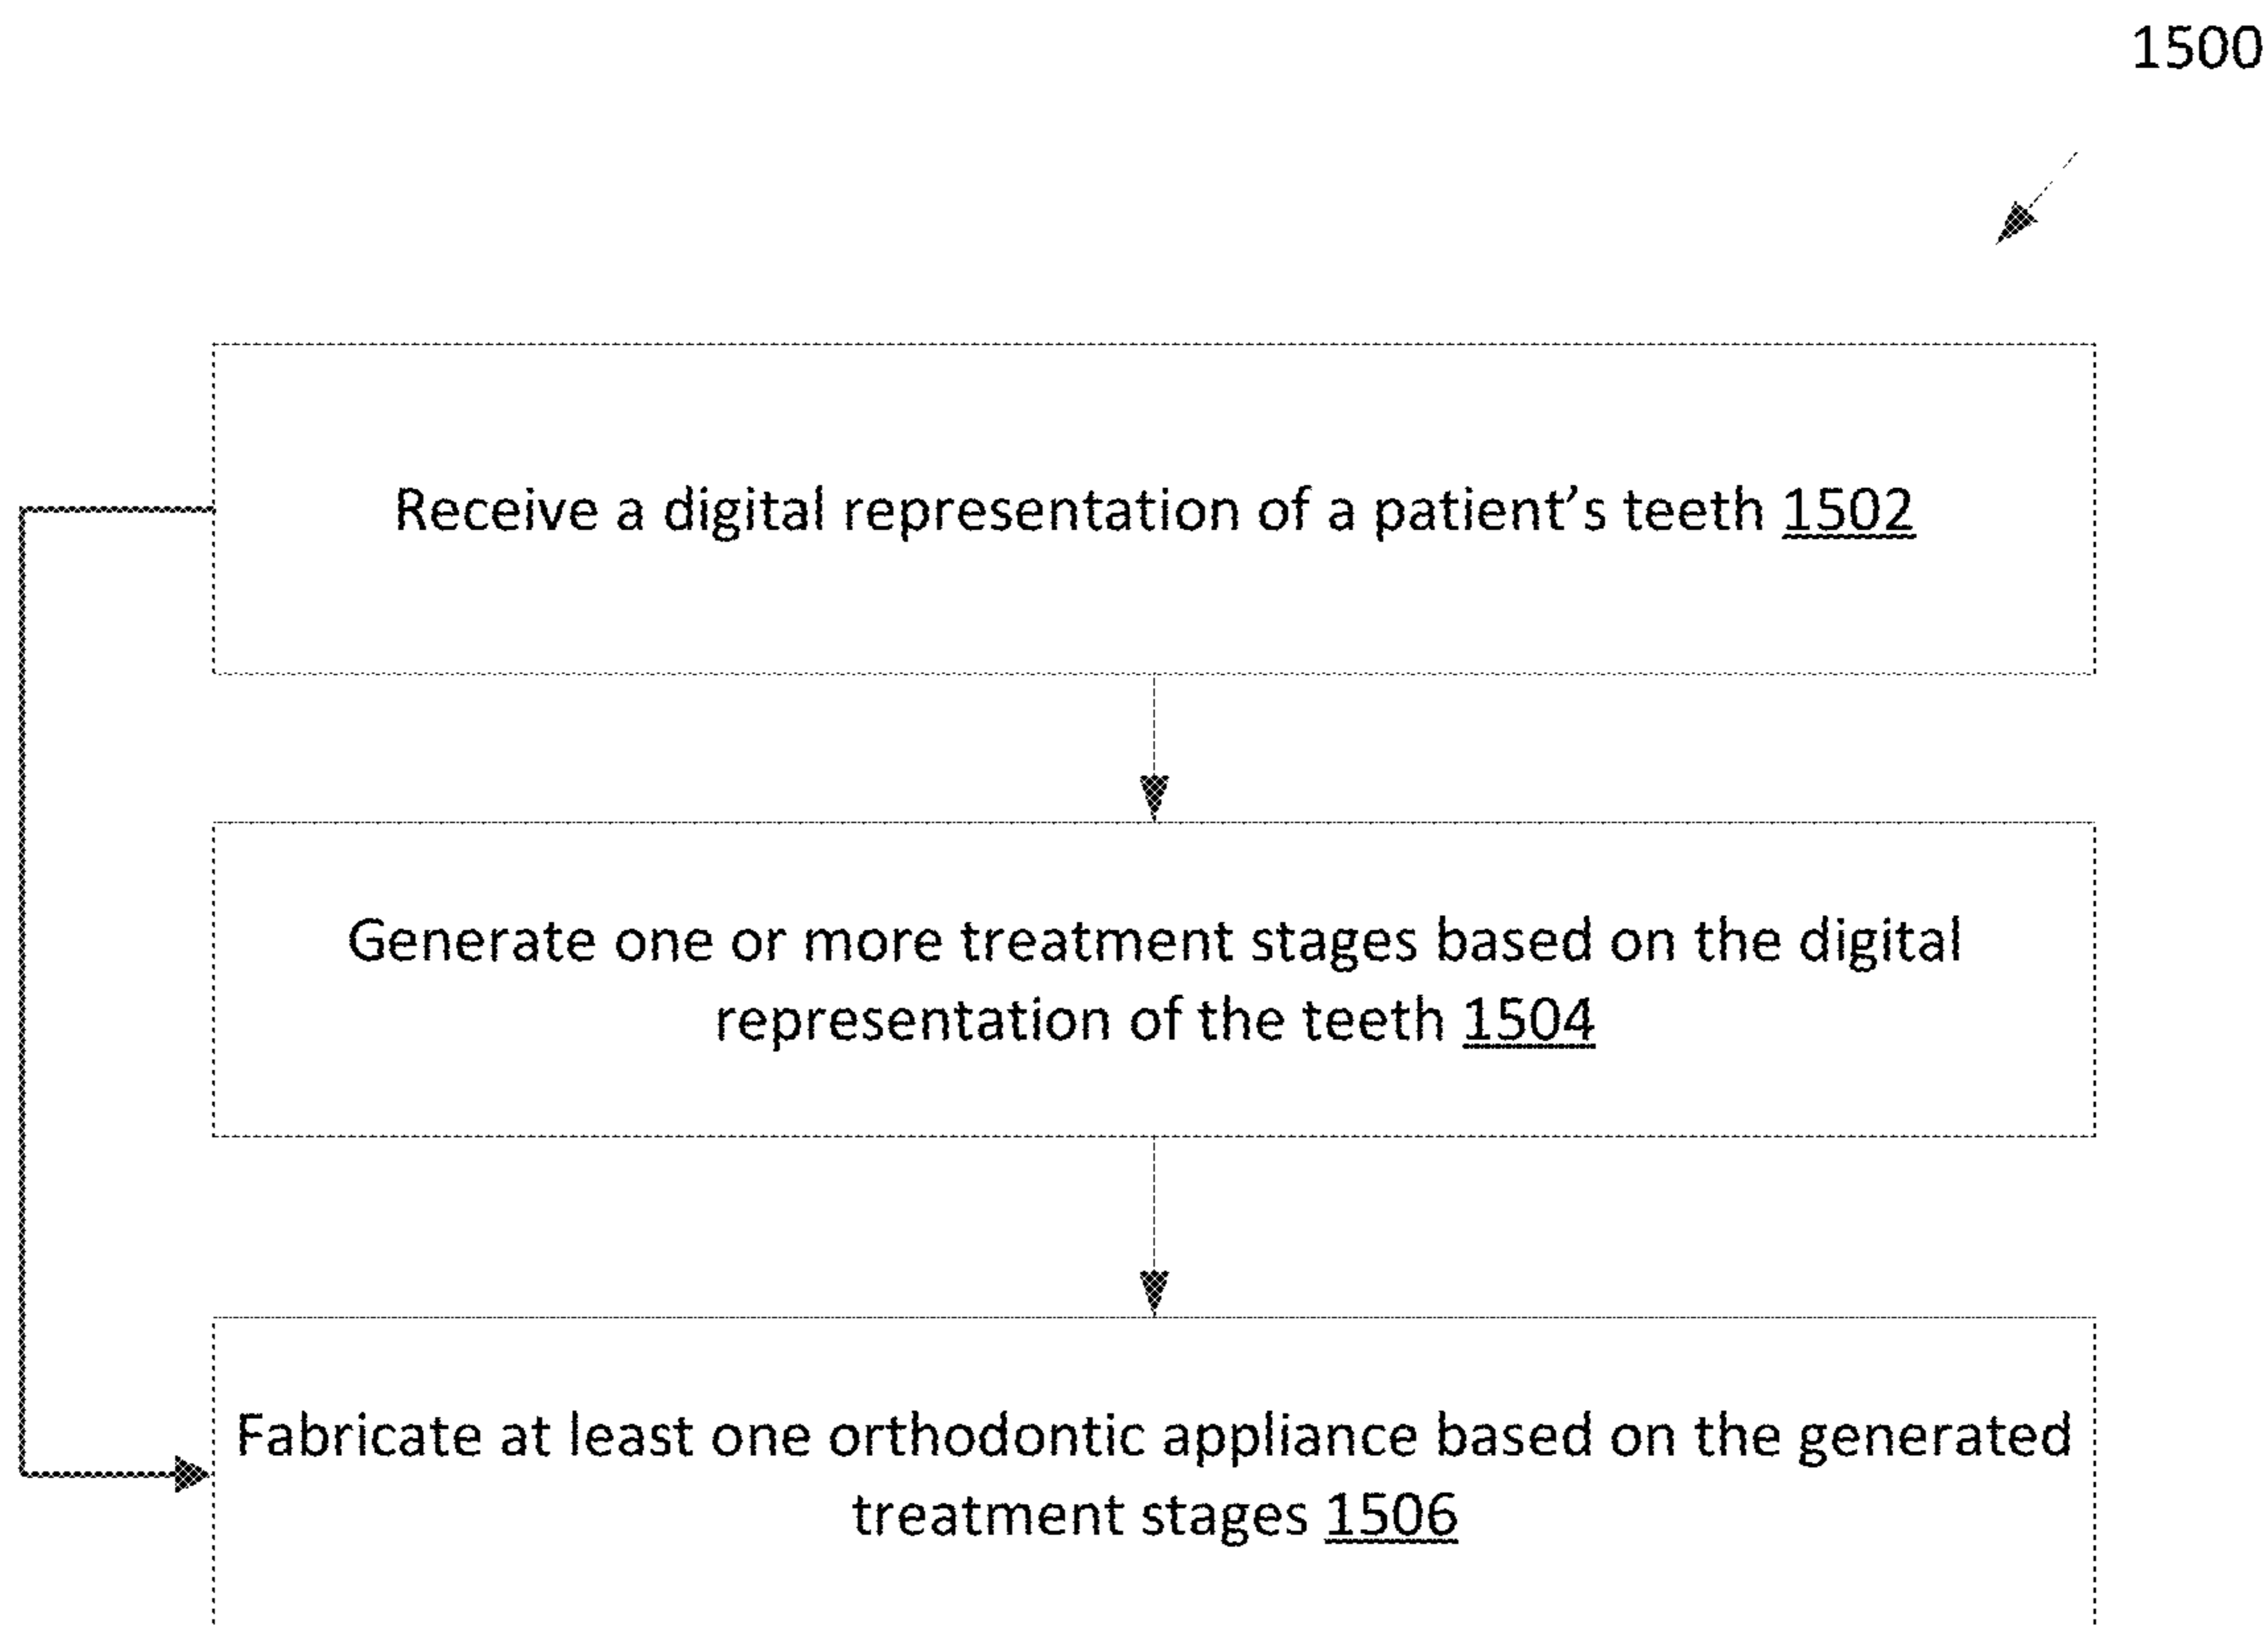 1500
Receive a digital representation of a patient’s teeth 1502
Generate one or more treatment stages based on the digital
representation of the teeth 1504
Fabricate at least one orthodontic appliance based on the generated
treatment stages 1506